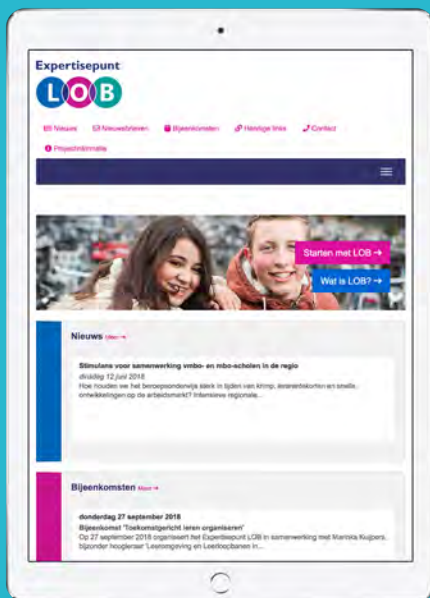 Expertisepunt
LOB
Nieuws Nieuwsbrieven Bijeenkomsten Handige links Contact
Projectinformatie
Starten met LOB →
Wat is LOB? →
Nieuws Meer →
Stimulans voor samenwerking vmbo- en mbo-scholen in de regio
dinsdag 12 juni 2018
Hoe houden we het beroepsonderwijs sterk in tijden van krimp, lerarentekorten en snelle
ontwikkelingen op de arbeidsmarkt? Intensieve regionale...
Bijeenkomsten Meer →
donderdag 27 september 2018
Bijeenkomst 'Toekomstgericht leren organiseren'
Op 27 september 2018 organiseert het Expertisepunt LOB in samenwerking met Marinka Kuijpers,
bijzonder hoogleraar 'Leeromgeving en Leerloopbanen in...